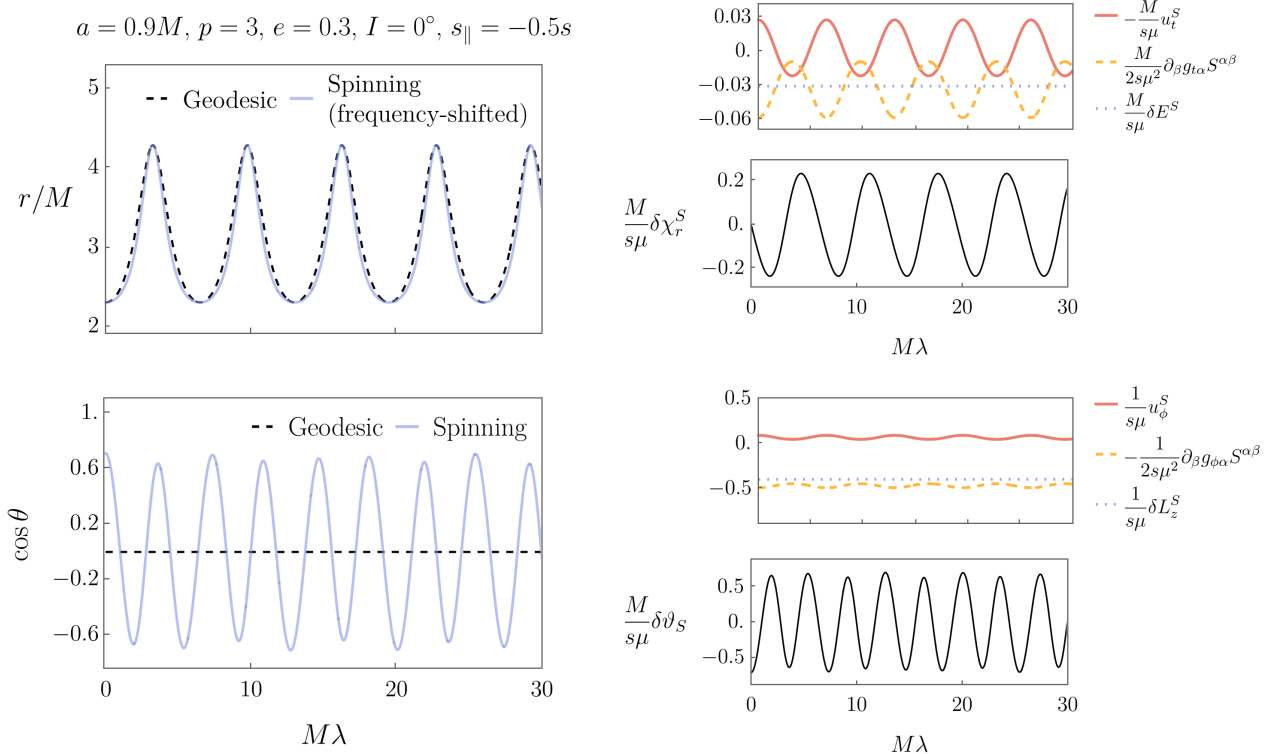 a = 0.9M, p = 3, e = 0.3, I = 0°, s∥ = −0.5s
5
4
3
2
r/M
Geodesic
Spinning
(frequency-shifted)
1.
0.6
0.2
−0.2
−0.6
cos θ
Geodesic
Spinning
0
10
20
30
Mλ
0.03
0.
−0.03
−0.06
−M/(sμ) u_t^S
M/(2sμ²) ∂_β g_{tα} S^{αβ}
M/(sμ) δE^S
0.2
0.
−0.2
M/(sμ) δχ_r^S
0
10
20
30
Mλ
0.5
0.
−0.5
1/(sμ) u_ϕ^S
−1/(2sμ²) ∂_β g_{ϕα} S^{αβ}
1/(sμ) δL_z^S
0.5
0.
−0.5
M/(sμ) δϑ_S
0
10
20
30
Mλ